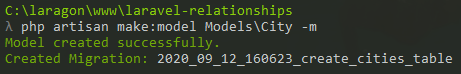 C:\laragon\www\laravel-relationships
λ php artisan make:model Models\City -m
Model created successfully.
Created Migration: 2020_09_12_160623_create_cities_table